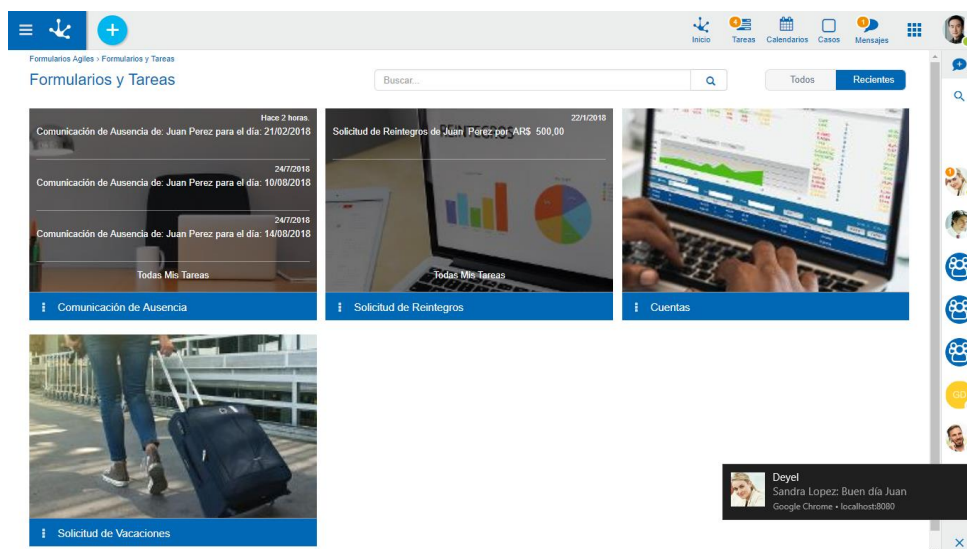 4
1
Inicio
Tareas
Calendarios
Casos
Mensajes
Formularios Agiles › Formularios y Tareas
Formularios y Tareas
Buscar...
Todos
Recientes
Hace 2 horas.
Comunicación de Ausencia de: Juan Perez para el día: 21/02/2018
24/7/2018
Comunicación de Ausencia de: Juan Perez para el día: 10/08/2018
24/7/2018
Comunicación de Ausencia de: Juan Perez para el día: 14/08/2018
Todas Mis Tareas
Comunicación de Ausencia
22/1/2018
Solicitud de Reintegros de Juan Perez por AR$ 500,00
Todas Mis Tareas
Solicitud de Reintegros
Cuentas
1
GD
Solicitud de Vacaciones
Deyel
Sandra Lopez: Buen día Juan
Google Chrome • localhost:8080